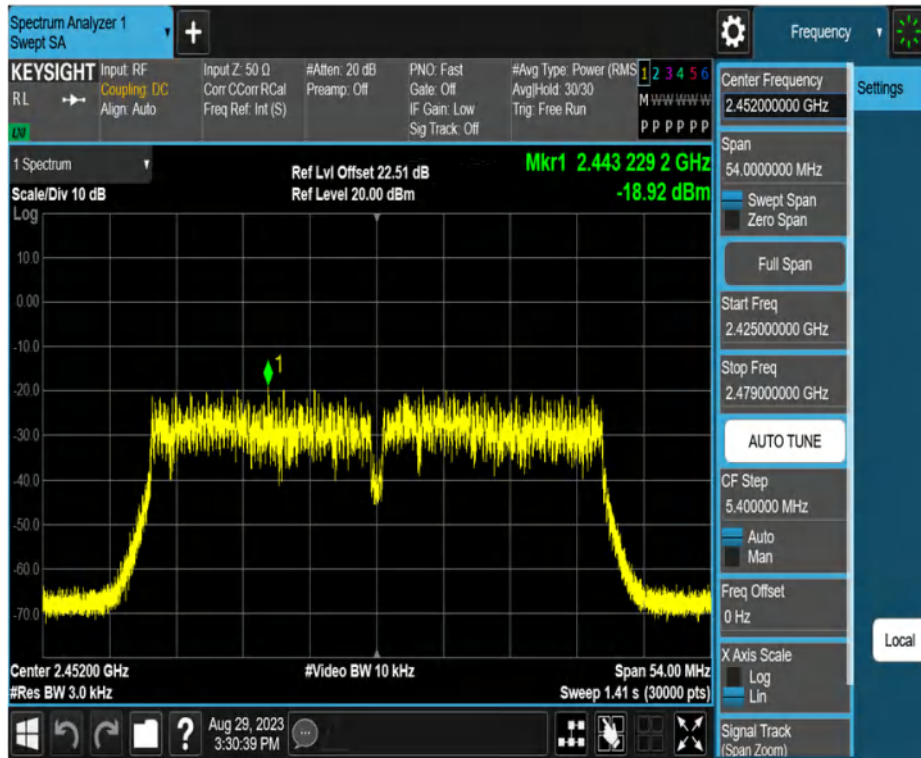 Spectrum Analyzer 1
Swept SA
+
Frequency
KEYSIGHT
RL
LNI
Input: RF
Coupling: DC
Align: Auto
Input Z: 50 Ω
Corr CCorr RCal
Freq Ref: Int (S)
#Atten: 20 dB
Preamp: Off
PNO: Fast
Gate: Off
IF Gain: Low
Sig Track: Off
#Avg Type: Power (RMS
Avg|Hold: 30/30
Trig: Free Run
1 2 3 4 5 6
M W W W W W
P P P P P P
1 Spectrum
Scale/Div 10 dB
Log
Ref Lvl Offset 22.51 dB
Ref Level 20.00 dBm
Mkr1 2.443 229 2 GHz
-18.92 dBm
10.0
0.00
-10.0
-20.0
-30.0
-40.0
-50.0
-60.0
-70.0
1
Center 2.45200 GHz
#Res BW 3.0 kHz
#Video BW 10 kHz
Span 54.00 MHz
Sweep 1.41 s (30000 pts)
?
Aug 29, 2023
3:30:39 PM
Center Frequency
2.452000000 GHz
Span
54.0000000 MHz
Swept Span
Zero Span
Full Span
Start Freq
2.425000000 GHz
Stop Freq
2.479000000 GHz
AUTO TUNE
CF Step
5.400000 MHz
Auto
Man
Freq Offset
0 Hz
X Axis Scale
Log
Lin
Signal Track
(Span Zoom)
Settings
Local